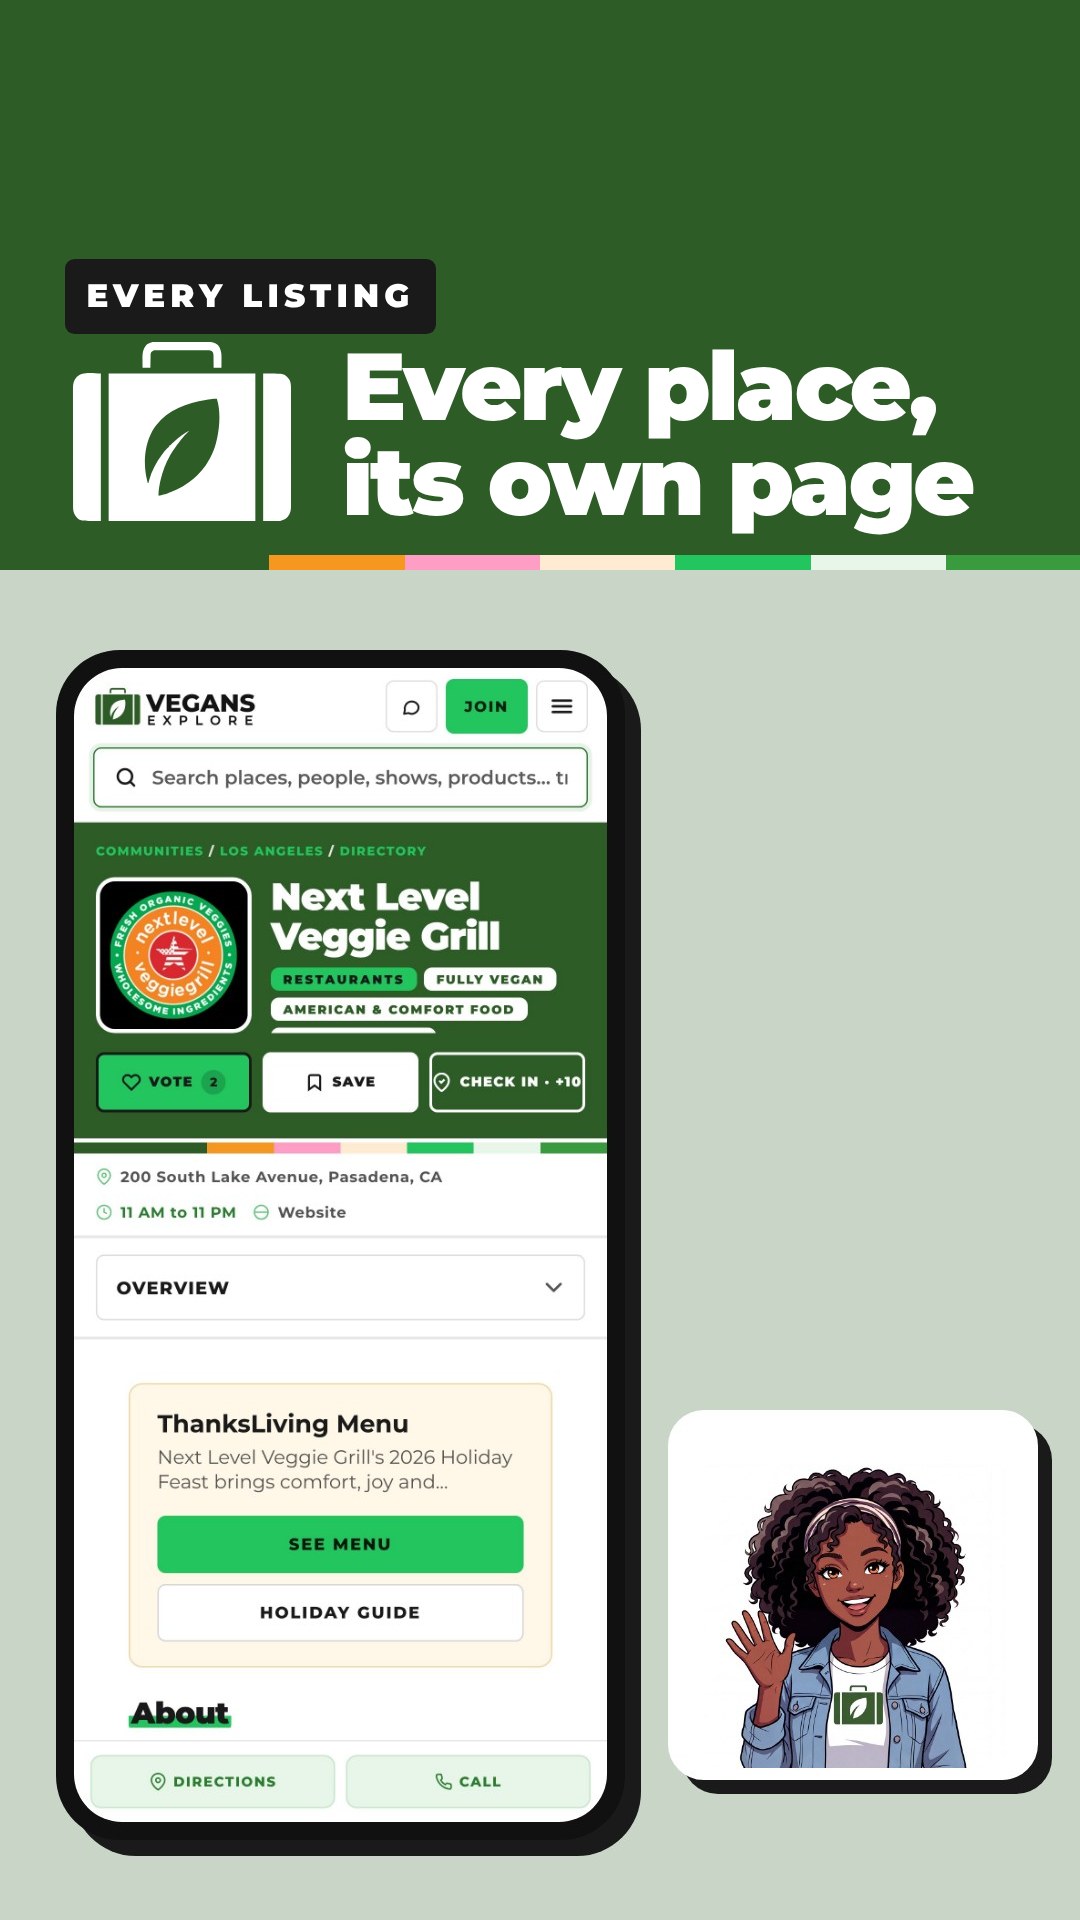 EVERY LISTING
Every place,
its own page
VEGANS
EXPLORE
JOIN
Search places, people, shows, products... tr
COMMUNITIES / LOS ANGELES / DIRECTORY
FRESH ORGANIC VEGGIES
nextlevel
veggiegrill
WHOLESOME INGREDIENTS
Next Level
Veggie Grill
RESTAURANTS
FULLY VEGAN
AMERICAN & COMFORT FOOD
VOTE 2
SAVE
CHECK IN · +10
200 South Lake Avenue, Pasadena, CA
11 AM to 11 PM
Website
OVERVIEW
ThanksLiving Menu
Next Level Veggie Grill's 2026 Holiday
Feast brings comfort, joy and...
SEE MENU
HOLIDAY GUIDE
About
DIRECTIONS
CALL